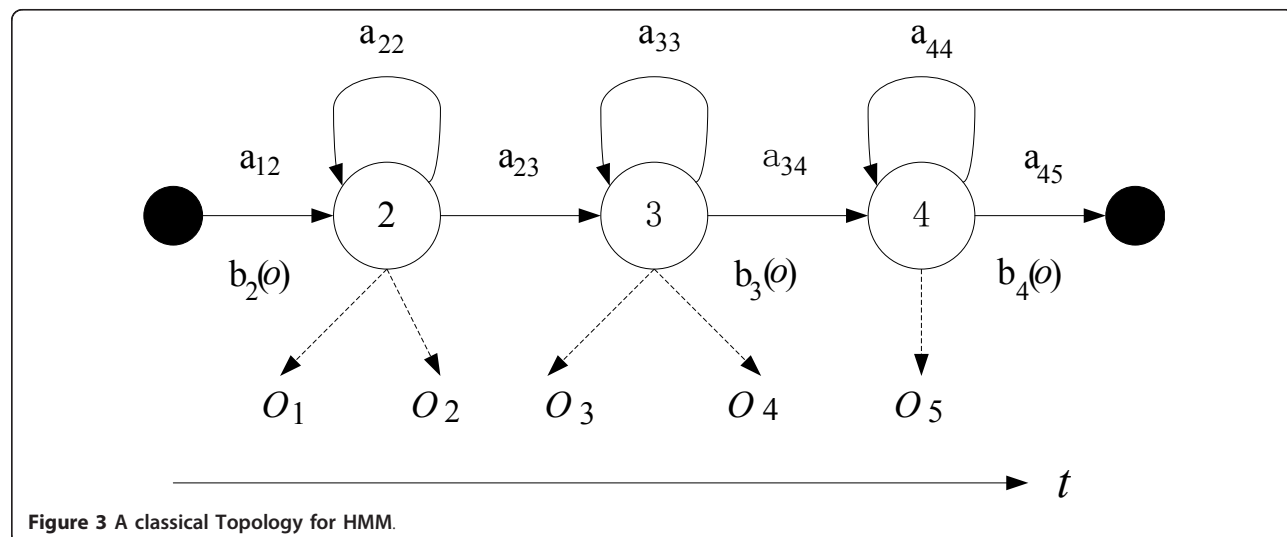 a22 a33 a44
a12 a23 a34 a45
2 3 4
b2(o) b3(o) b4(o)
O1 O2 O3 O4 O5
t
Figure 3 A classical Topology for HMM.